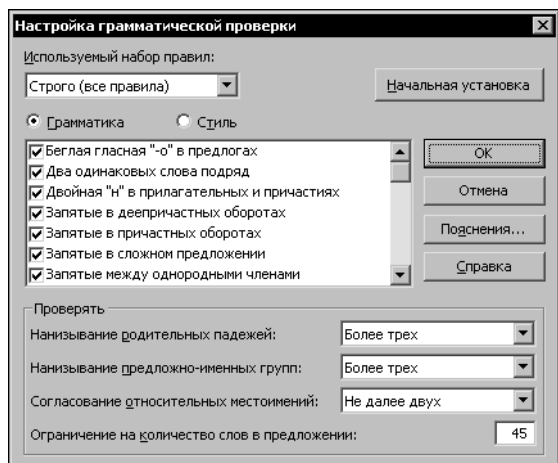 Настройка грамматической проверки
Используемый набор правил:
Строго (все правила)
Начальная установка
Грамматика
Стиль
Беглая гласная "-о" в предлогах
Два одинаковых слова подряд
Двойная "н" в прилагательных и причастиях
Запятые в деепричастных оборотах
Запятые в причастных оборотах
Запятые в сложном предложении
Запятые между однородными членами
ОК
Отмена
Пояснения...
Справка
Проверять
Нанизывание родительных падежей:
Более трех
Нанизывание предложно-именных групп:
Более трех
Согласование относительных местоимений:
Не далее двух
Ограничение на количество слов в предложении:
45